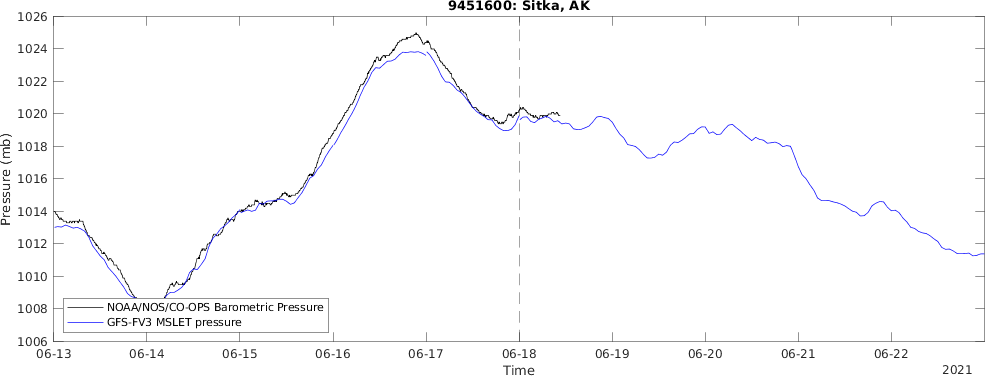 9451600: Sitka, AK
1026
1024
1022
1020
1018
1016
1014
1012
1010
1008
1006
Pressure (mb)
NOAA/NOS/CO-OPS Barometric Pressure
GFS-FV3 MSLET pressure
06-13 06-14 06-15 06-16 06-17 06-18 06-19 06-20 06-21 06-22
Time
2021